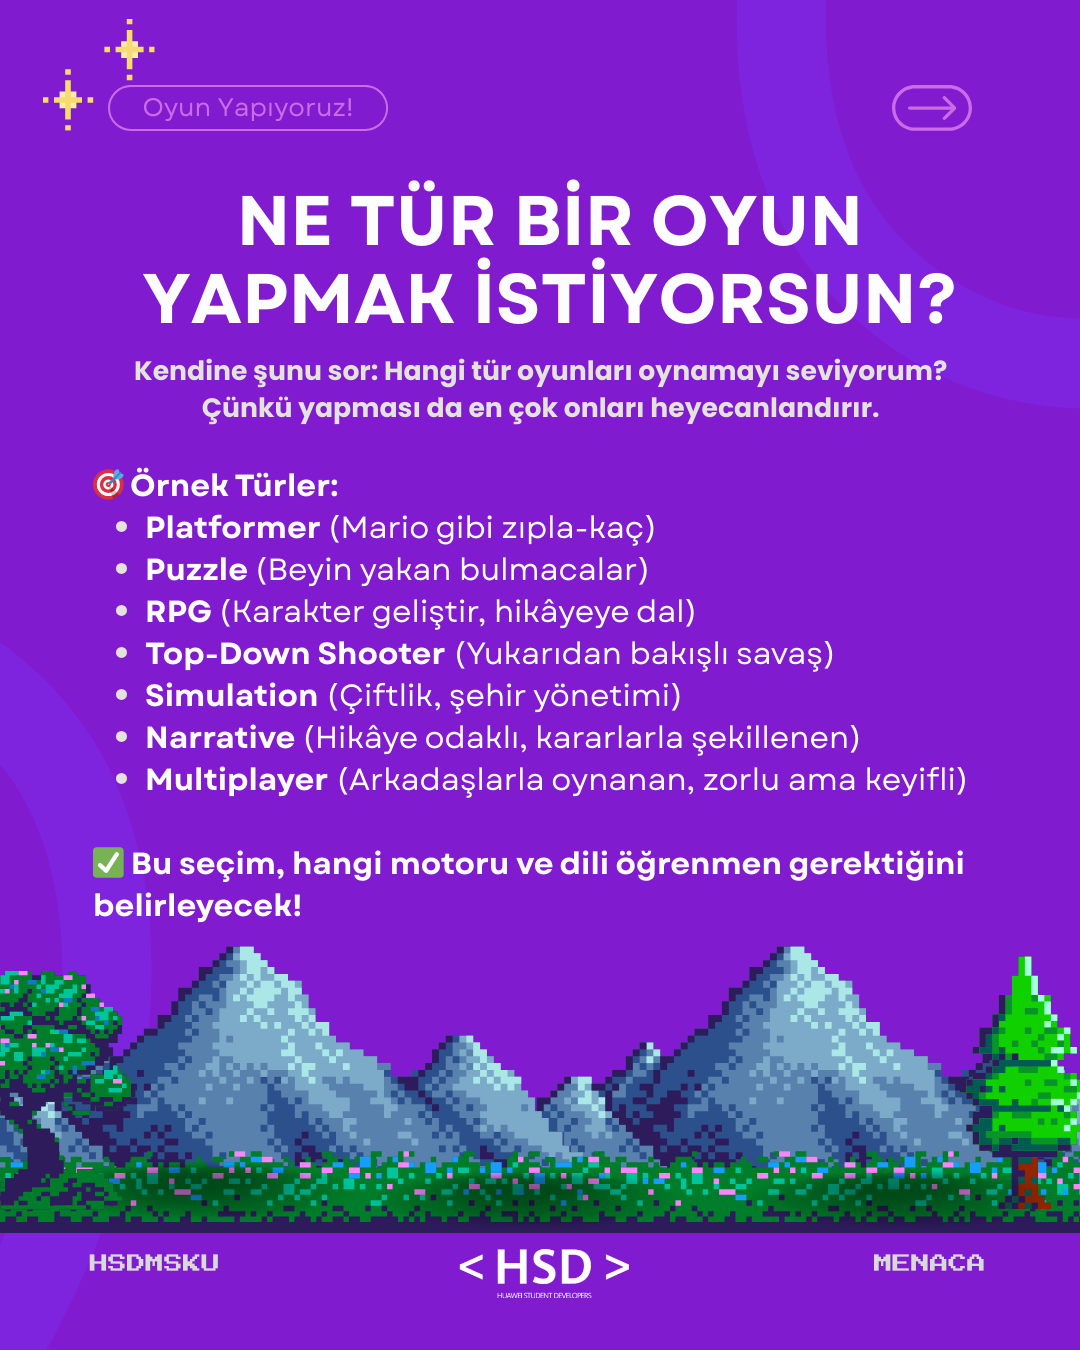 Oyun Yapıyoruz!
NE TÜR BİR OYUN
YAPMAK İSTİYORSUN?
Kendine şunu sor: Hangi tür oyunları oynamayı seviyorum?
Çünkü yapması da en çok onları heyecanlandırır.
🎯 Örnek Türler:
• Platformer (Mario gibi zıpla-kaç)
• Puzzle (Beyin yakan bulmacalar)
• RPG (Karakter geliştir, hikâyeye dal)
• Top-Down Shooter (Yukarıdan bakışlı savaş)
• Simulation (Çiftlik, şehir yönetimi)
• Narrative (Hikâye odaklı, kararlarla şekillenen)
• Multiplayer (Arkadaşlarla oynanan, zorlu ama keyifli)
✅ Bu seçim, hangi motoru ve dili öğrenmen gerektiğini
belirleyecek!
HSDMSKU
< HSD >
HUAWEI STUDENT DEVELOPERS
MENACA